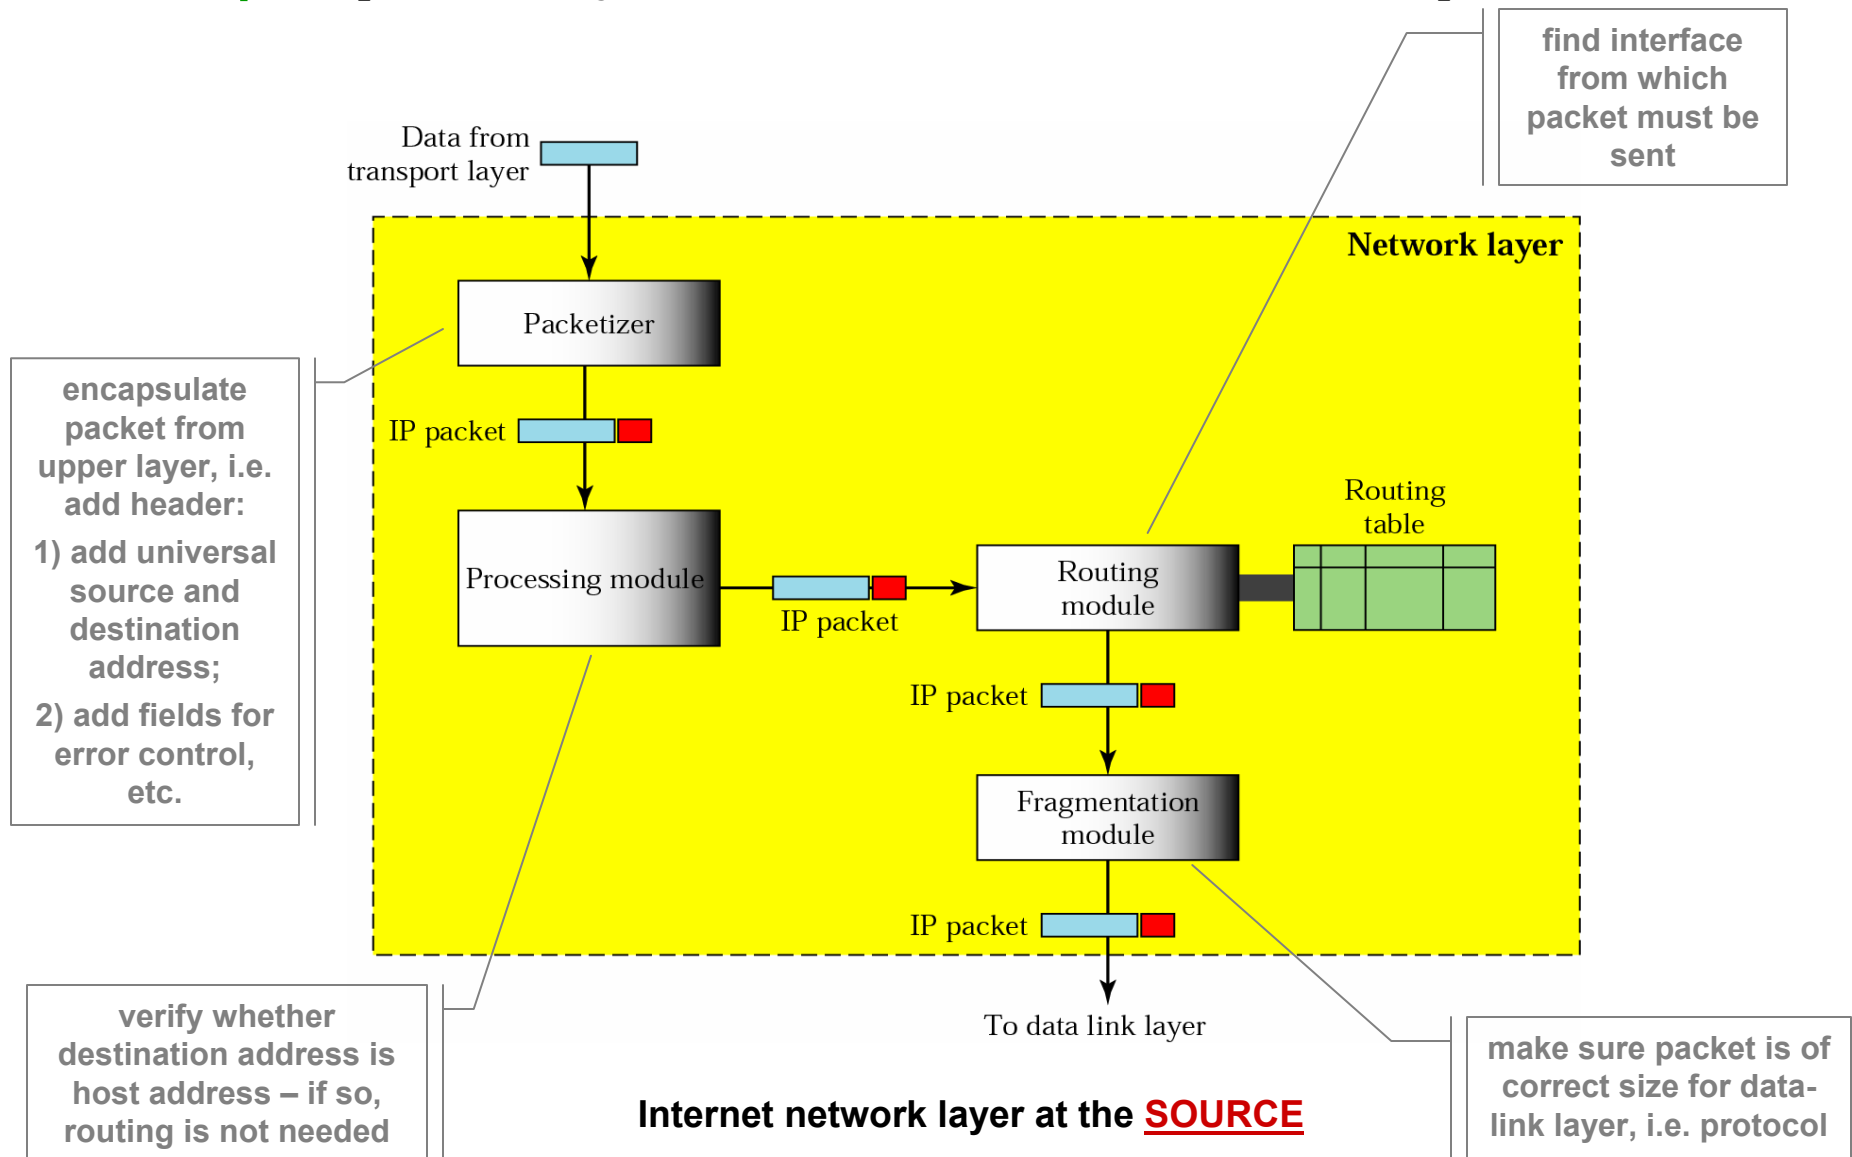 find interface
from which
packet must be
sent
Data from
transport layer
Network layer
Packetizer
encapsulate
packet from
upper layer, i.e.
add header:
1) add universal
source and
destination
address;
2) add fields for
error control,
etc.
IP packet
Routing
table
Processing module
IP packet
Routing
module
IP packet
Fragmentation
module
IP packet
To data link layer
verify whether
destination address is
host address – if so,
routing is not needed
make sure packet is of
correct size for data-
link layer, i.e. protocol
Internet network layer at the SOURCE